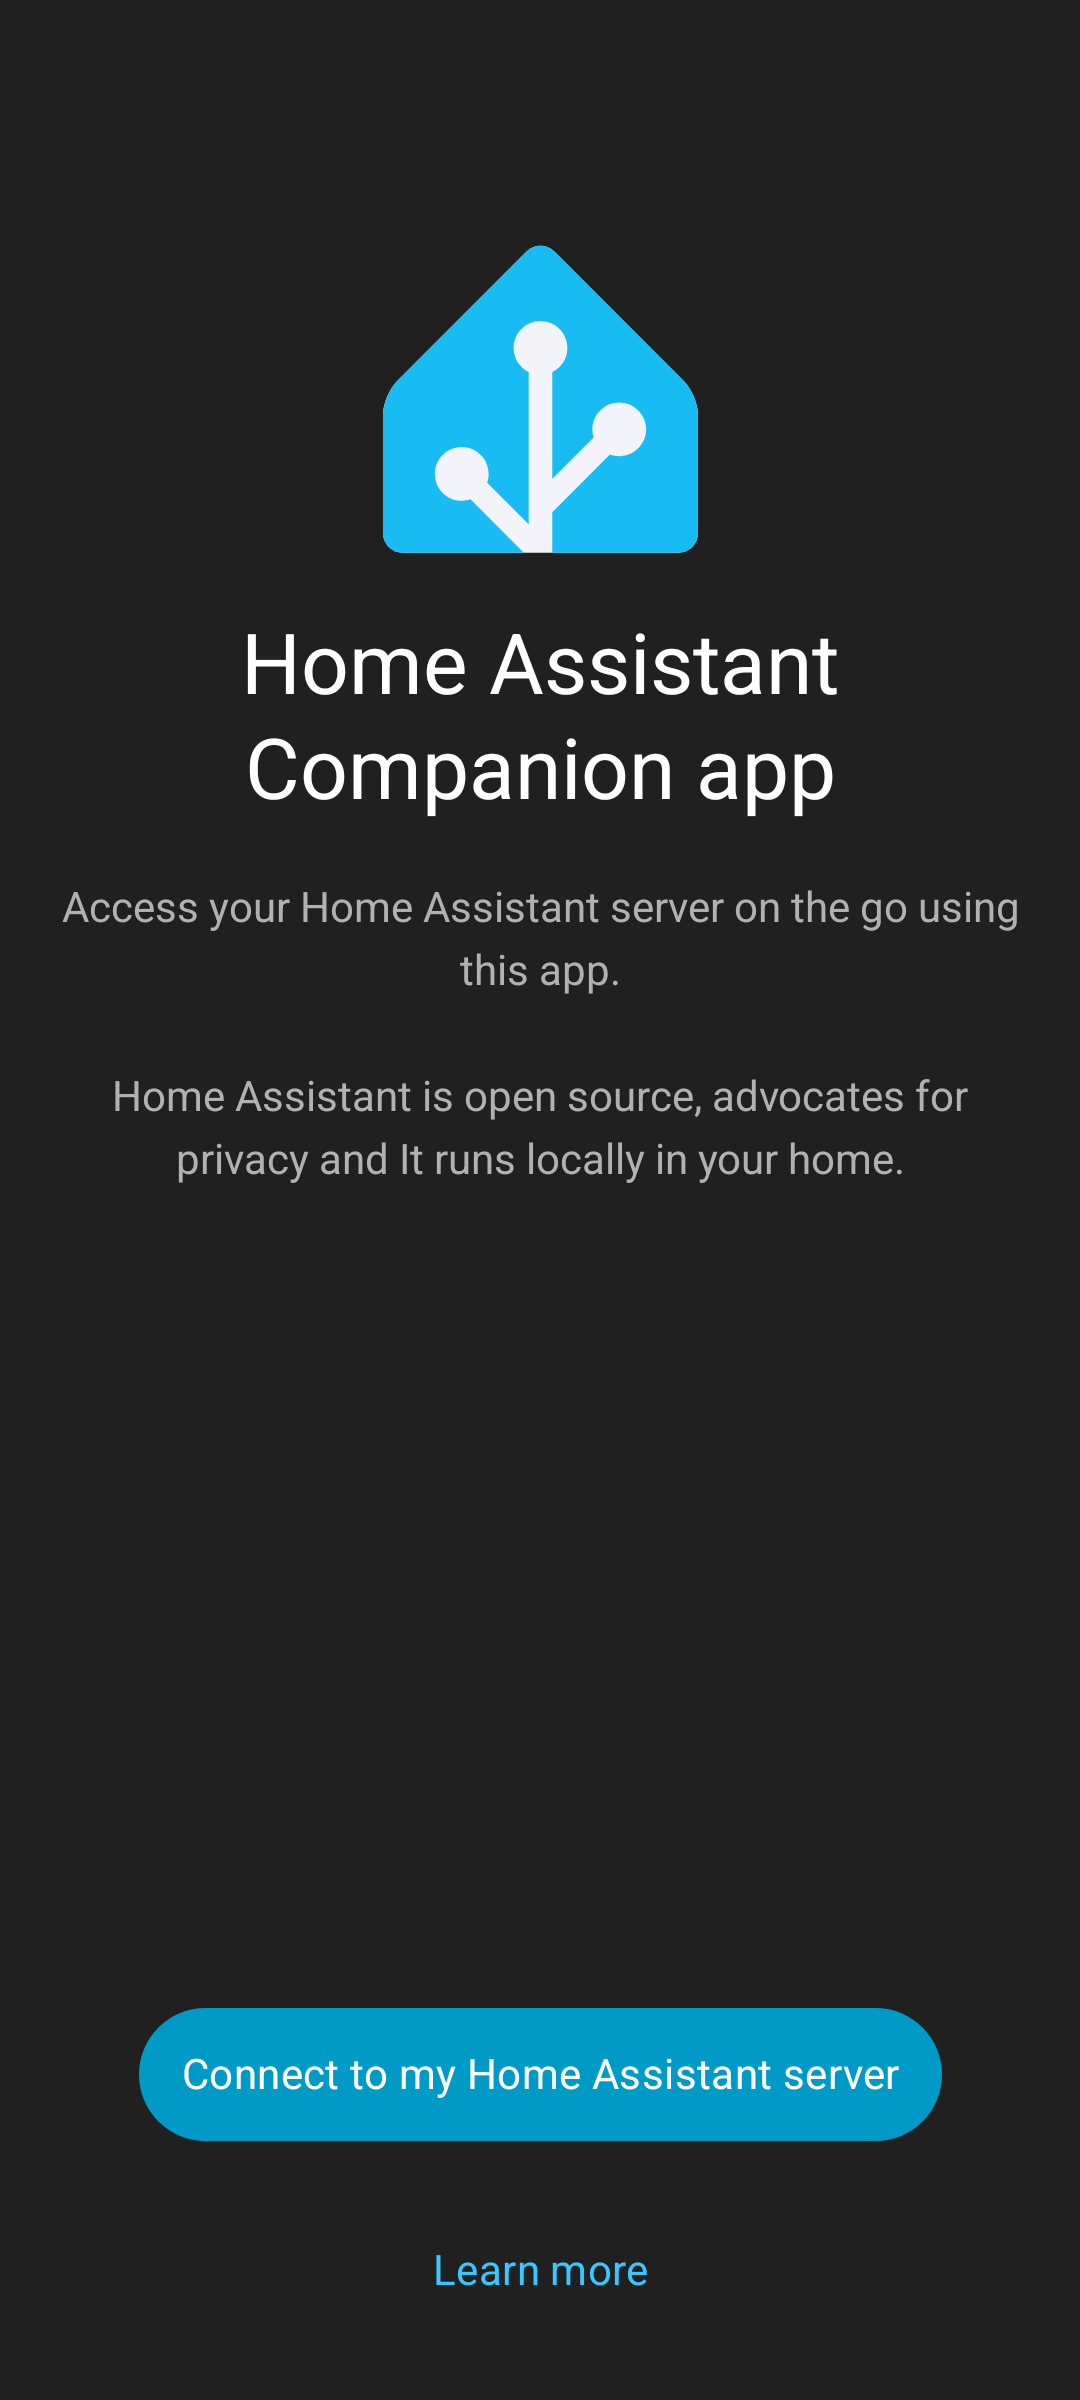 Home Assistant
Companion app
Access your Home Assistant server on the go using
this app.
Home Assistant is open source, advocates for
privacy and It runs locally in your home.
Connect to my Home Assistant server
Learn more